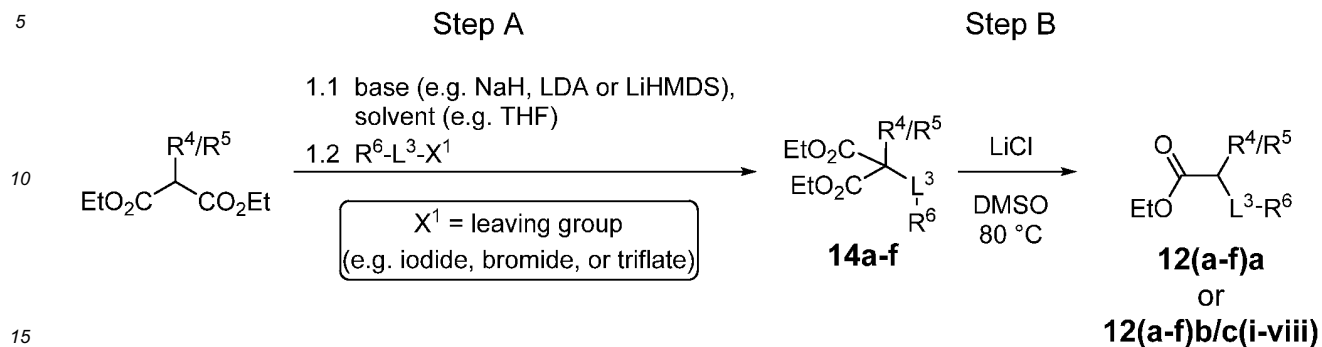 5
Step A
Step B
1.1 base (e.g. NaH, LDA or LiHMDS),
solvent (e.g. THF)
1.2 R⁶-L³-X¹
R⁴/R⁵
EtO₂C
CO₂Et
X¹ = leaving group
(e.g. iodide, bromide, or triflate)
10
R⁴/R⁵
EtO₂C
EtO₂C
L³
R⁶
14a-f
LiCl
DMSO
80 °C
O
R⁴/R⁵
EtO
L³-R⁶
12(a-f)a
or
12(a-f)b/c(i-viii)
15